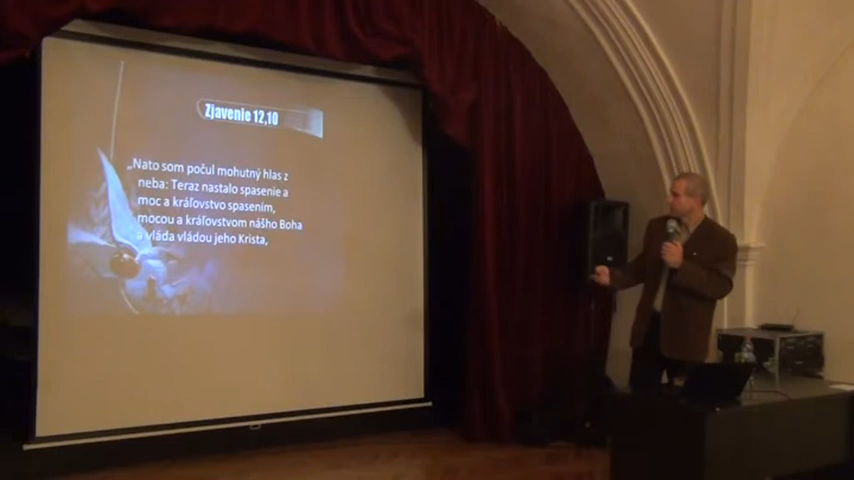 Zjavenie 12,10
„Nato som počul mohutný hlas z
neba: Teraz nastalo spasenie a
moc a kráľovstvo spasením,
mocou a kráľovstvom nášho Boha
a vláda vládou jeho Krista,